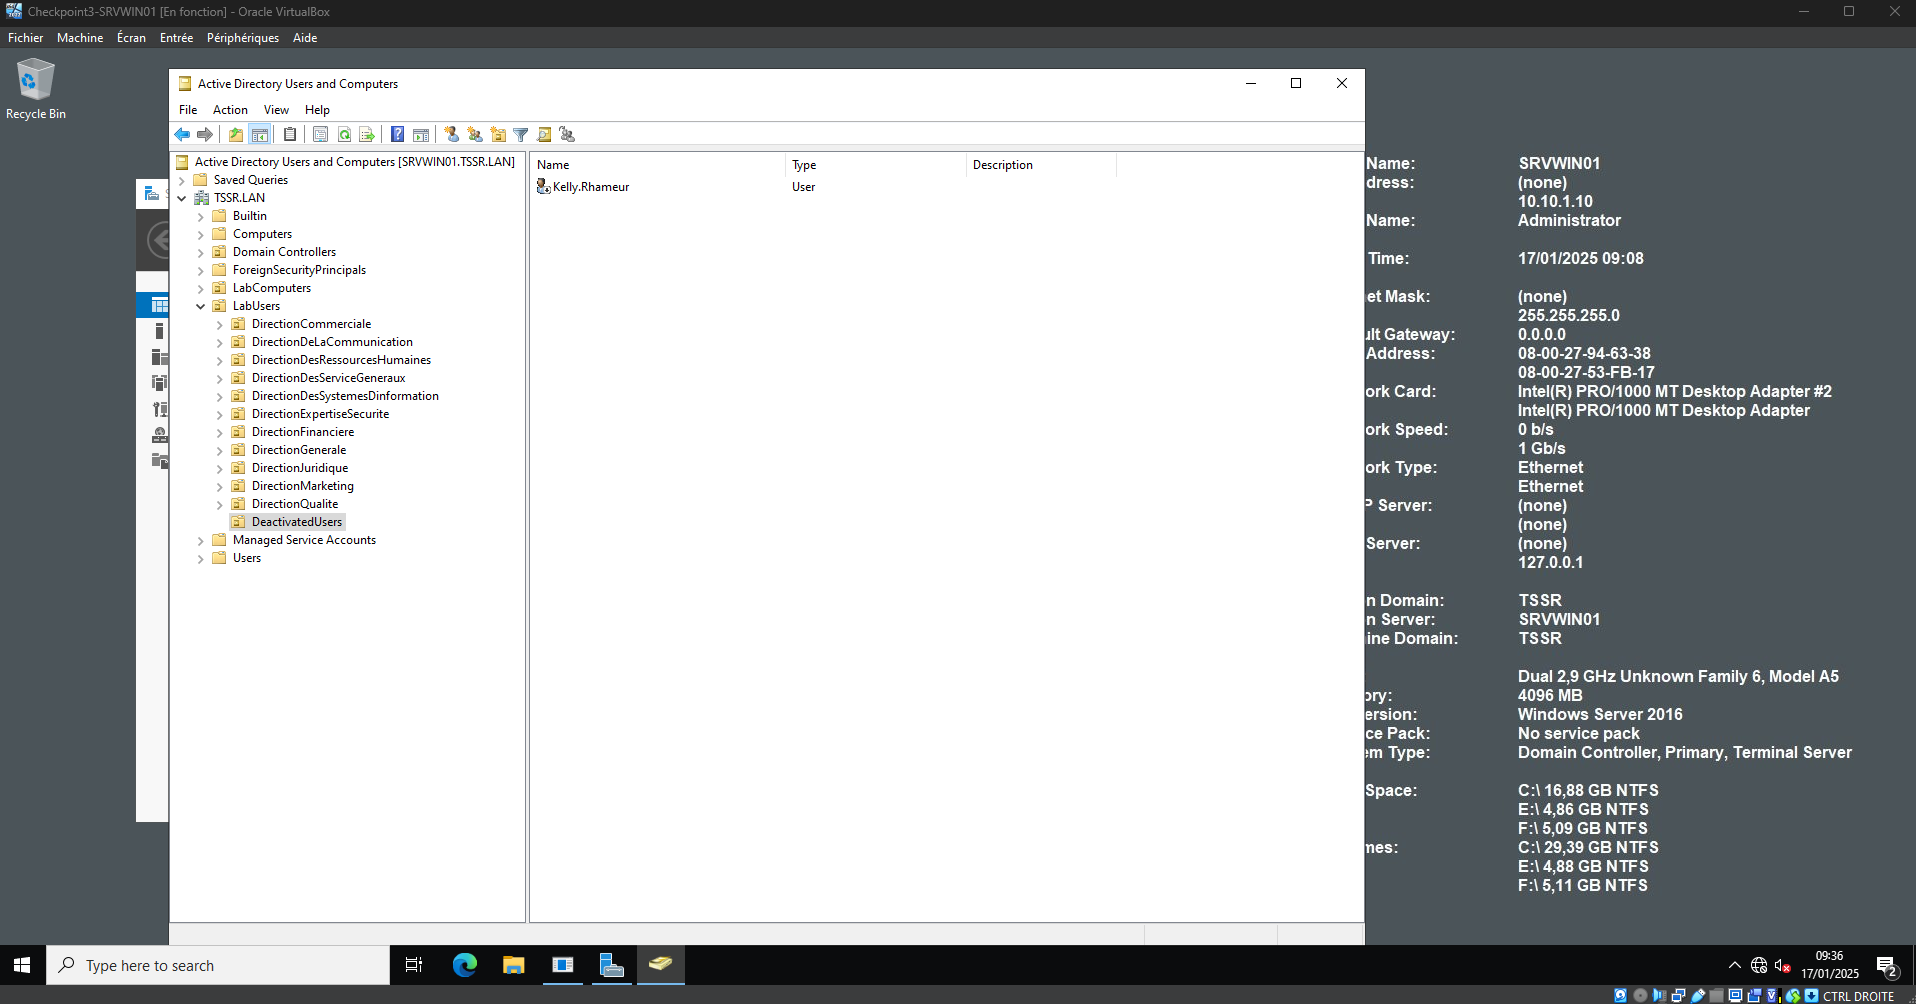 Checkpoint3-SRVWIN01 [En fonction] - Oracle VirtualBox
Fichier Machine Écran Entrée Périphériques Aide
Recycle Bin
Active Directory Users and Computers
File Action View Help
Active Directory Users and Computers [SRVWIN01.TSSR.LAN]
Saved Queries
TSSR.LAN
Builtin
Computers
Domain Controllers
ForeignSecurityPrincipals
LabComputers
LabUsers
DirectionCommerciale
DirectionDeLaCommunication
DirectionDesRessourcesHumaines
DirectionDesServiceGeneraux
DirectionDesSystemesDinformation
DirectionExpertiseSecurite
DirectionFinanciere
DirectionGenerale
DirectionJuridique
DirectionMarketing
DirectionQualite
DeactivatedUsers
Managed Service Accounts
Users
Name Type Description
Kelly.Rhameur User
Name: SRVWIN01
dress: (none)
10.10.1.10
Name: Administrator
Time: 17/01/2025 09:08
et Mask: (none)
255.255.255.0
ult Gateway: 0.0.0.0
Address: 08-00-27-94-63-38
08-00-27-53-FB-17
ork Card: Intel(R) PRO/1000 MT Desktop Adapter #2
Intel(R) PRO/1000 MT Desktop Adapter
ork Speed: 0 b/s
1 Gb/s
ork Type: Ethernet
Ethernet
P Server: (none)
(none)
Server: (none)
127.0.0.1
n Domain: TSSR
n Server: SRVWIN01
ine Domain: TSSR
Dual 2,9 GHz Unknown Family 6, Model A5
ory: 4096 MB
ersion: Windows Server 2016
ce Pack: No service pack
em Type: Domain Controller, Primary, Terminal Server
Space: C:\ 16,88 GB NTFS
E:\ 4,86 GB NTFS
F:\ 5,09 GB NTFS
mes: C:\ 29,39 GB NTFS
E:\ 4,88 GB NTFS
F:\ 5,11 GB NTFS
Type here to search
09:36
17/01/2025
2
CTRL DROITE